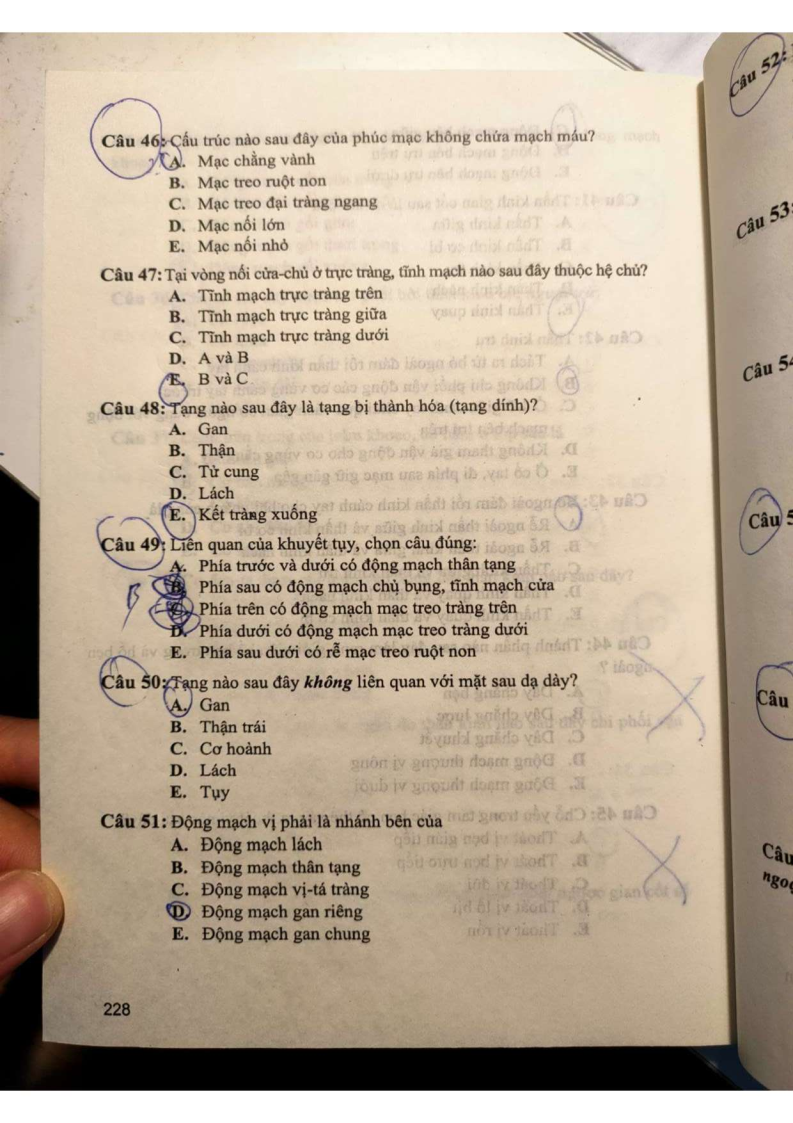 Câu 46: Cấu trúc nào sau đây của phúc mạc không chứa mạch máu?
A. Mạc chằng vành
B. Mạc treo ruột non
C. Mạc treo đại tràng ngang
D. Mạc nối lớn
E. Mạc nối nhỏ
Câu 47: Tại vòng nối cửa-chủ ở trực tràng, tĩnh mạch nào sau đây thuộc hệ chủ?
A. Tĩnh mạch trực tràng trên
B. Tĩnh mạch trực tràng giữa
C. Tĩnh mạch trực tràng dưới
D. A và B
E. B và C
Câu 48: Tạng nào sau đây là tạng bị thành hóa (tạng dính)?
A. Gan
B. Thận
C. Tử cung
D. Lách
E. Kết tràng xuống
Câu 49: Liên quan của khuyết tụy, chọn câu đúng:
A. Phía trước và dưới có động mạch thân tạng
B B. Phía sau có động mạch chủ bụng, tĩnh mạch cửa
C. Phía trên có động mạch mạc treo tràng trên
D. Phía dưới có động mạch mạc treo tràng dưới
E. Phía sau dưới có rễ mạc treo ruột non
Câu 50: Tạng nào sau đây không liên quan với mặt sau dạ dày?
A. Gan
B. Thận trái
C. Cơ hoành
D. Lách
E. Tụy
Câu 51: Động mạch vị phải là nhánh bên của
A. Động mạch lách
B. Động mạch thân tạng
C. Động mạch vị-tá tràng
D. Động mạch gan riêng
E. Động mạch gan chung
228
Câu 52:
Câu 53:
Câu 54
Câu 5
Câu
Câu